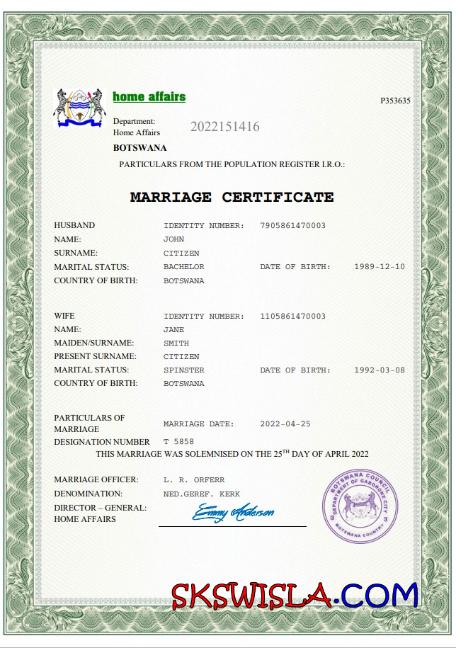 home affairs
P353635
Department:
Home Affairs
2022151416
BOTSWANA
PARTICULARS FROM THE POPULATION REGISTER I.R.O.:
MARRIAGE CERTIFICATE
HUSBAND IDENTITY NUMBER: 7905861470003
NAME: JOHN
SURNAME: CITIZEN
MARITAL STATUS: BACHELOR DATE OF BIRTH: 1989-12-10
COUNTRY OF BIRTH: BOTSWANA
WIFE IDENTITY NUMBER: 1105861470003
NAME: JANE
MAIDEN/SURNAME: SMITH
PRESENT SURNAME: CITIZEN
MARITAL STATUS: SPINSTER DATE OF BIRTH: 1992-03-08
COUNTRY OF BIRTH: BOTSWANA
PARTICULARS OF
MARRIAGE MARRIAGE DATE: 2022-04-25
DESIGNATION NUMBER T 5858
THIS MARRIAGE WAS SOLEMNISED ON THE 25TH DAY OF APRIL 2022
MARRIAGE OFFICER: L. R. ORFERR
DENOMINATION: NED.GEREF. KERK
DIRECTOR – GENERAL: Emmy Anderson
HOME AFFAIRS
BOTSWANA COUNCIL
DEPARTMENT OF GABORONE CITY
BOTSWANA COUNTRY
SKSWISLA.COM